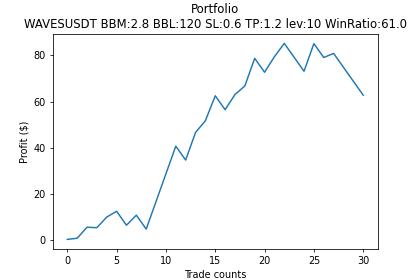 Portfolio
WAVESUSDT BBM:2.8 BBL:120 SL:0.6 TP:1.2 lev:10 WinRatio:61.0
80
60
40
20
0
Profit ($)
0 5 10 15 20 25 30
Trade counts